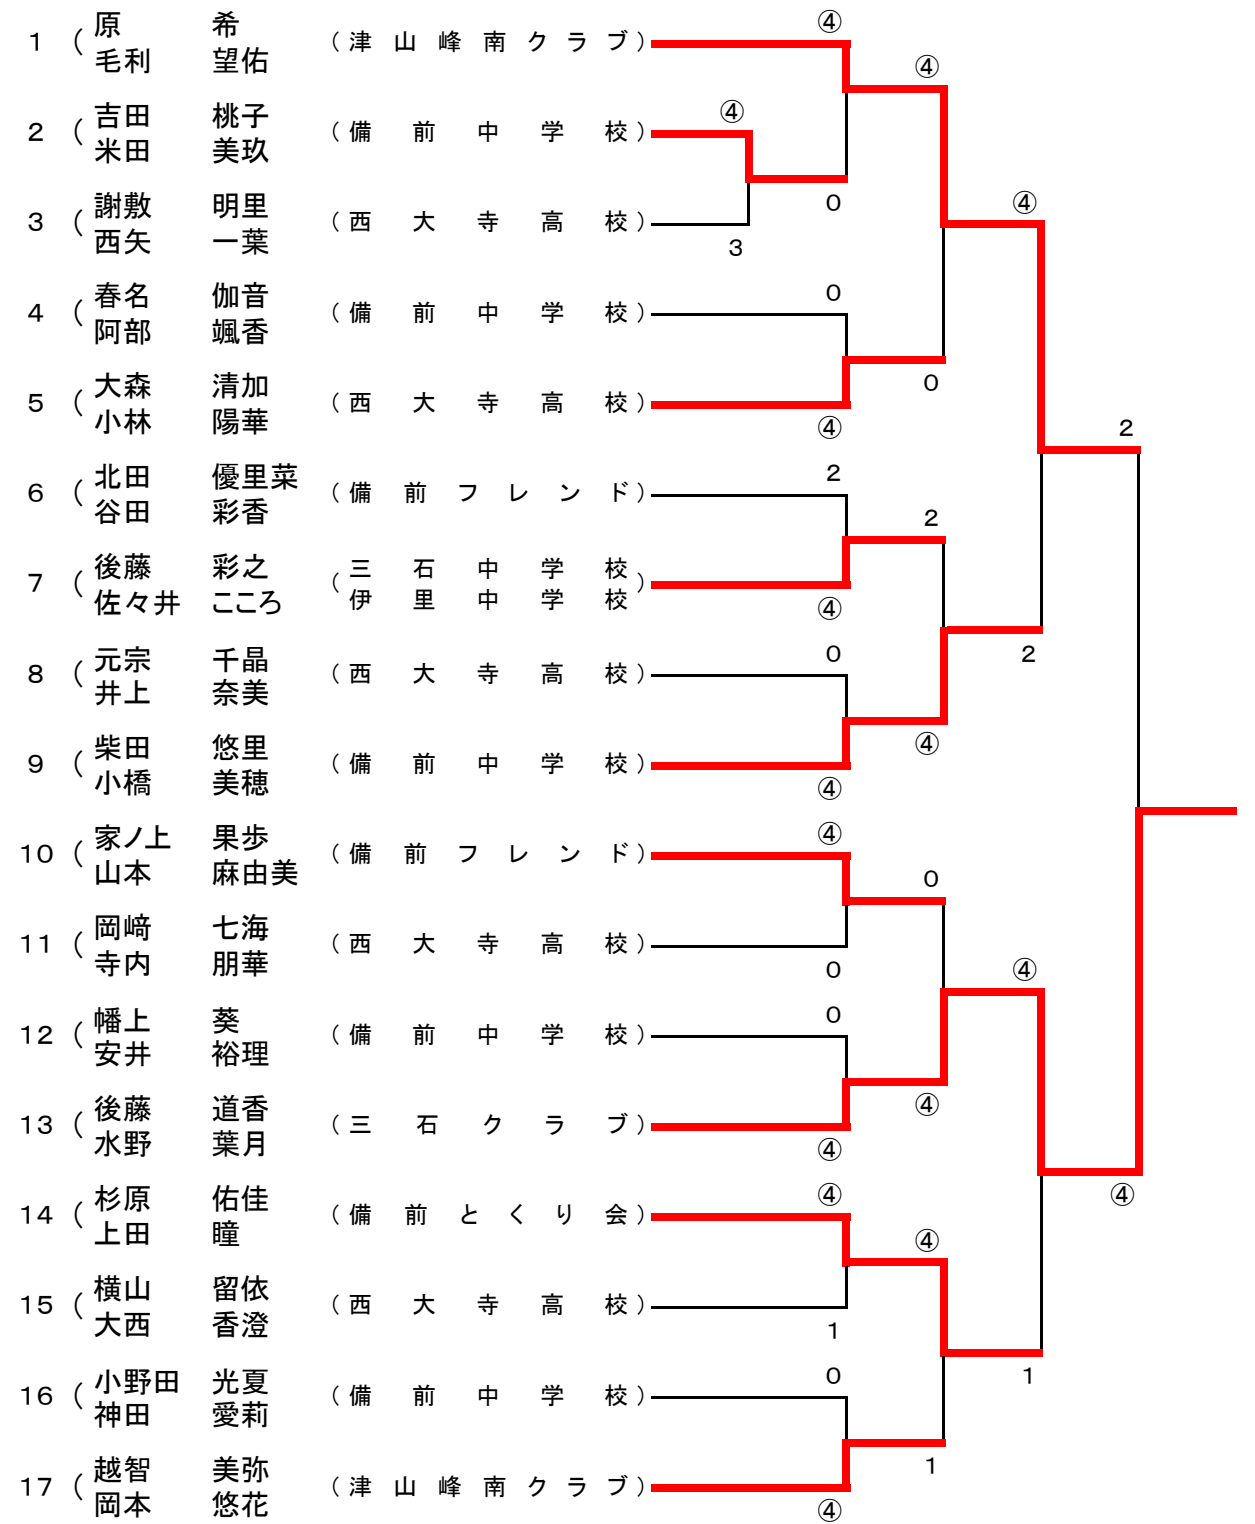 ④
1 ( 原 希 (津山峰南クラブ)
毛利 望佑
④
④
2 ( 吉田 桃子 (備前中学校)
米田 美玖
0
④
3 ( 謝敷 明里 (西大寺高校)
西矢 一葉
3
0
4 ( 春名 伽音 (備前中学校)
阿部 颯香
0
5 ( 大森 清加 (西大寺高校)
小林 陽華
④
2
2
6 ( 北田 優里菜 (備前フレンド)
谷田 彩香
2
7 ( 後藤 彩之 (三石中学校
佐々井 こころ 伊里中学校)
④
0
2
8 ( 元宗 千晶 (西大寺高校)
井上 奈美
④
9 ( 柴田 悠里 (備前中学校)
小橋 美穂
④
④
10 ( 家ノ上 果歩 (備前フレンド)
山本 麻由美
0
11 ( 岡﨑 七海 (西大寺高校)
寺内 朋華
0
④
0
12 ( 幡上 葵 (備前中学校)
安井 裕理
④
13 ( 後藤 道香 (三石クラブ)
水野 葉月
④
④
④
14 ( 杉原 佑佳 (備前とくり会)
上田 瞳
④
15 ( 横山 留依 (西大寺高校)
大西 香澄
1
0
1
16 ( 小野田 光夏 (備前中学校)
神田 愛莉
1
17 ( 越智 美弥 (津山峰南クラブ)
岡本 悠花
④